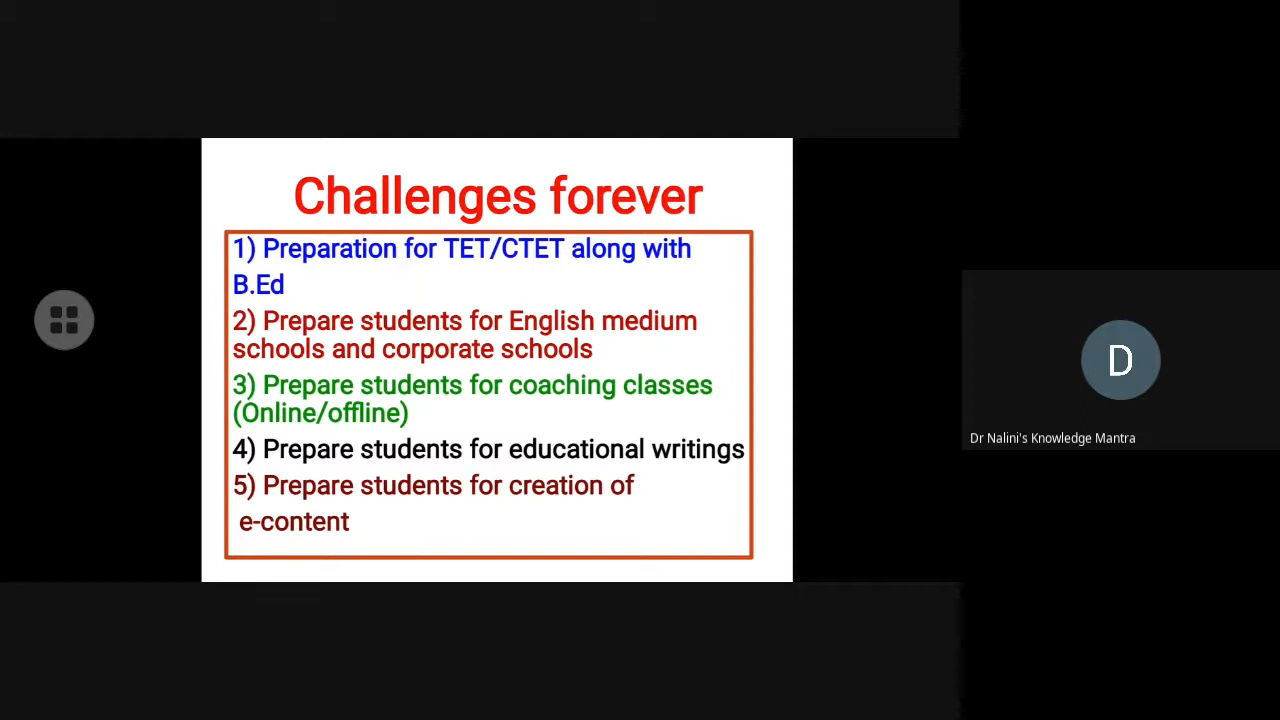 Challenges forever
1) Preparation for TET/CTET along with
B.Ed
2) Prepare students for English medium
schools and corporate schools
3) Prepare students for coaching classes
(Online/offline)
4) Prepare students for educational writings
5) Prepare students for creation of
e-content
D
Dr Nalini's Knowledge Mantra